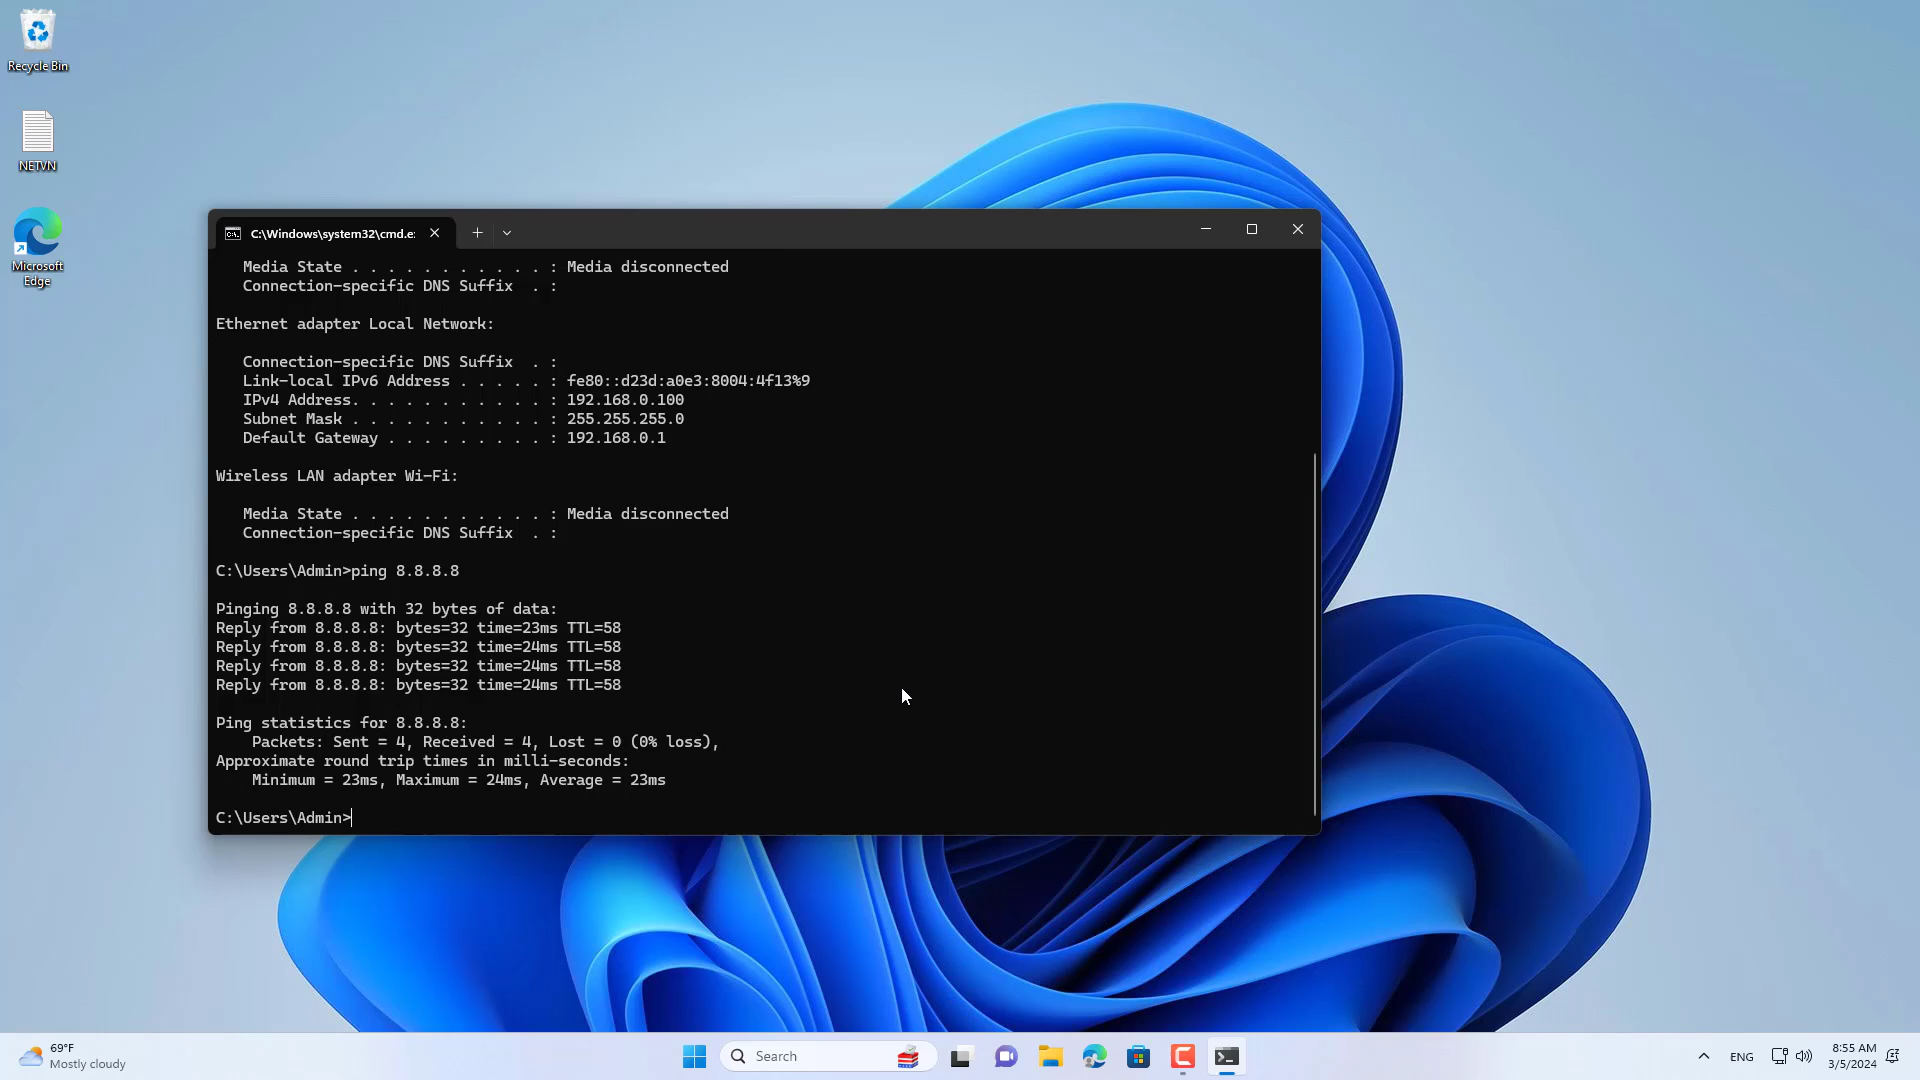 Recycle Bin
NETVN
Microsoft
Edge
C:\Windows\system32\cmd.e:
Media State . . . . . . . . . . . : Media disconnected
Connection-specific DNS Suffix  . :
Ethernet adapter Local Network:
Connection-specific DNS Suffix  . :
Link-local IPv6 Address . . . . . : fe80::d23d:a0e3:8004:4f13%9
IPv4 Address. . . . . . . . . . . : 192.168.0.100
Subnet Mask . . . . . . . . . . . : 255.255.255.0
Default Gateway . . . . . . . . . : 192.168.0.1
Wireless LAN adapter Wi-Fi:
Media State . . . . . . . . . . . : Media disconnected
Connection-specific DNS Suffix  . :
C:\Users\Admin>ping 8.8.8.8
Pinging 8.8.8.8 with 32 bytes of data:
Reply from 8.8.8.8: bytes=32 time=23ms TTL=58
Reply from 8.8.8.8: bytes=32 time=24ms TTL=58
Reply from 8.8.8.8: bytes=32 time=24ms TTL=58
Reply from 8.8.8.8: bytes=32 time=24ms TTL=58
Ping statistics for 8.8.8.8:
Packets: Sent = 4, Received = 4, Lost = 0 (0% loss),
Approximate round trip times in milli-seconds:
Minimum = 23ms, Maximum = 24ms, Average = 23ms
C:\Users\Admin>
69°F
Mostly cloudy
Search
ENG
8:55 AM
3/5/2024